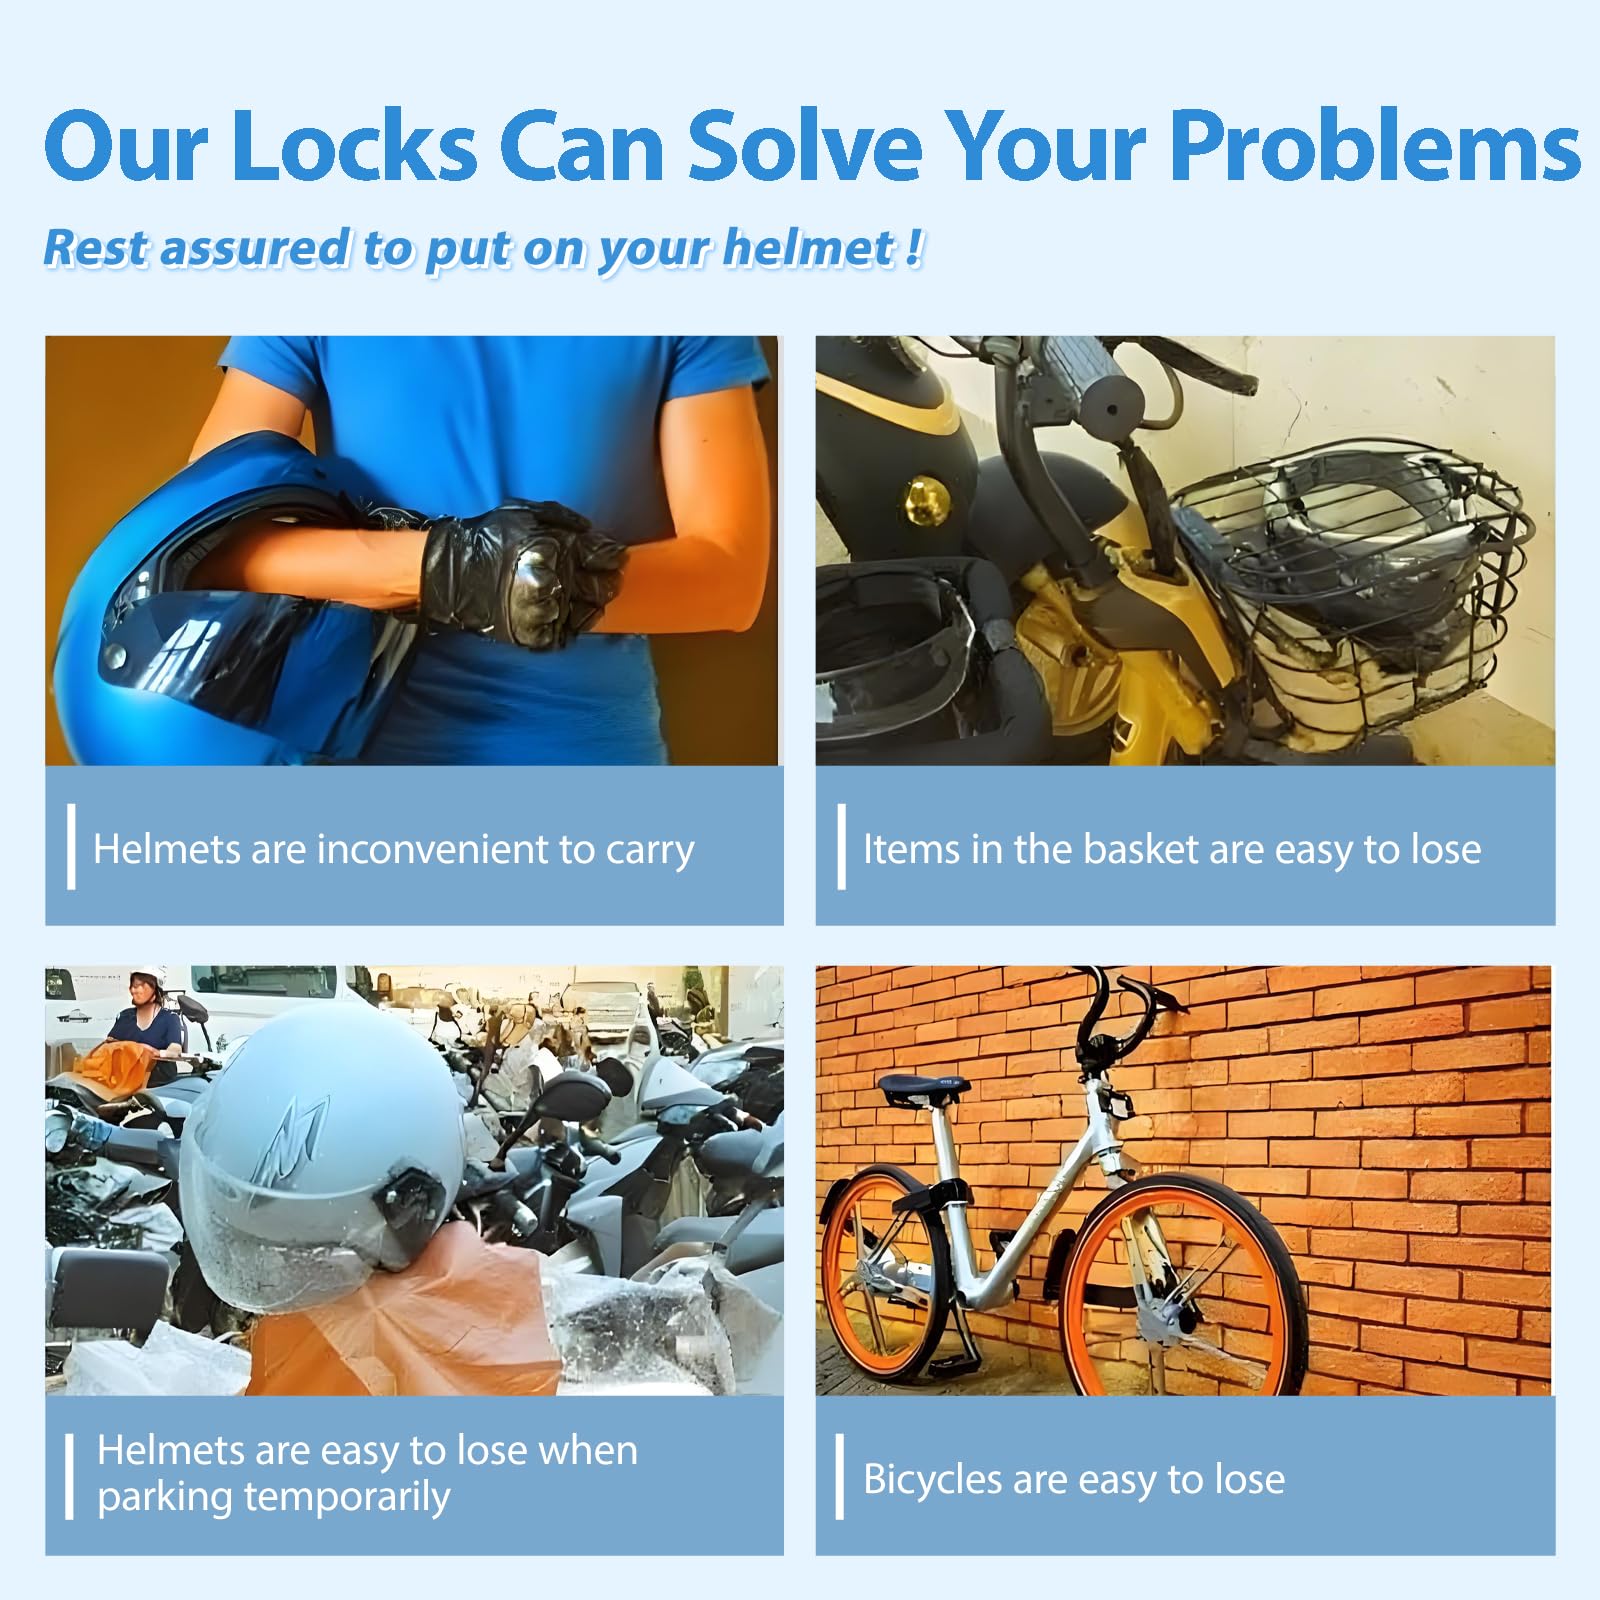 Our Locks Can Solve Your Problems
Rest assured to put on your helmet !
Helmets are inconvenient to carry
Items in the basket are easy to lose
Helmets are easy to lose when
parking temporarily
Bicycles are easy to lose